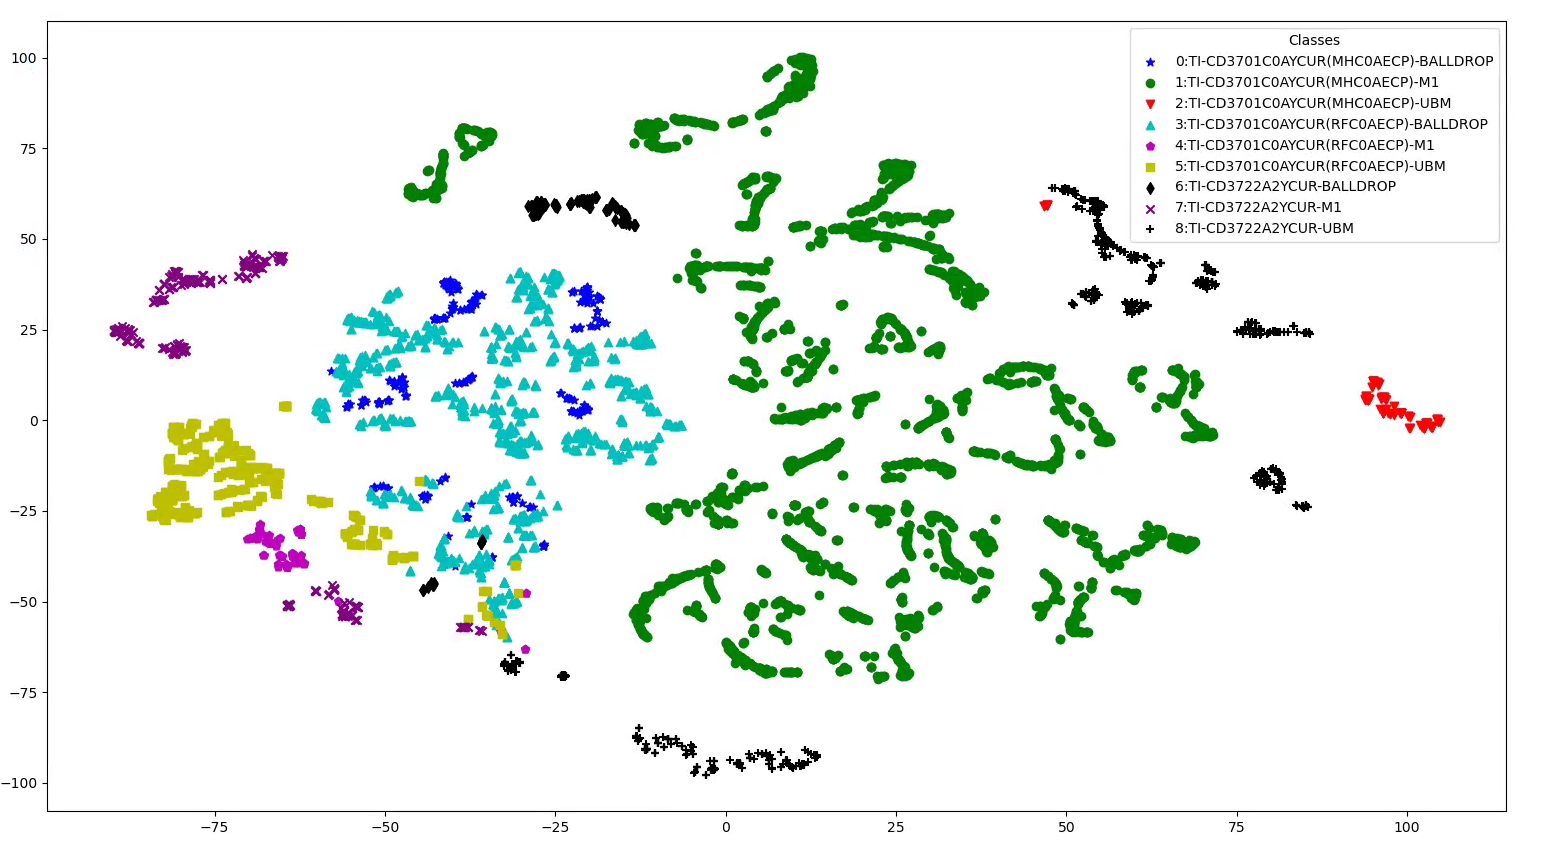 Classes
0:TI-CD3701C0AYCUR(MHC0AECP)-BALLDROP
1:TI-CD3701C0AYCUR(MHC0AECP)-M1
2:TI-CD3701C0AYCUR(MHC0AECP)-UBM
3:TI-CD3701C0AYCUR(RFC0AECP)-BALLDROP
4:TI-CD3701C0AYCUR(RFC0AECP)-M1
5:TI-CD3701C0AYCUR(RFC0AECP)-UBM
6:TI-CD3722A2YCUR-BALLDROP
7:TI-CD3722A2YCUR-M1
8:TI-CD3722A2YCUR-UBM
100
75
50
25
0
−25
−50
−75
−100
−75 −50 −25 0 25 50 75 100